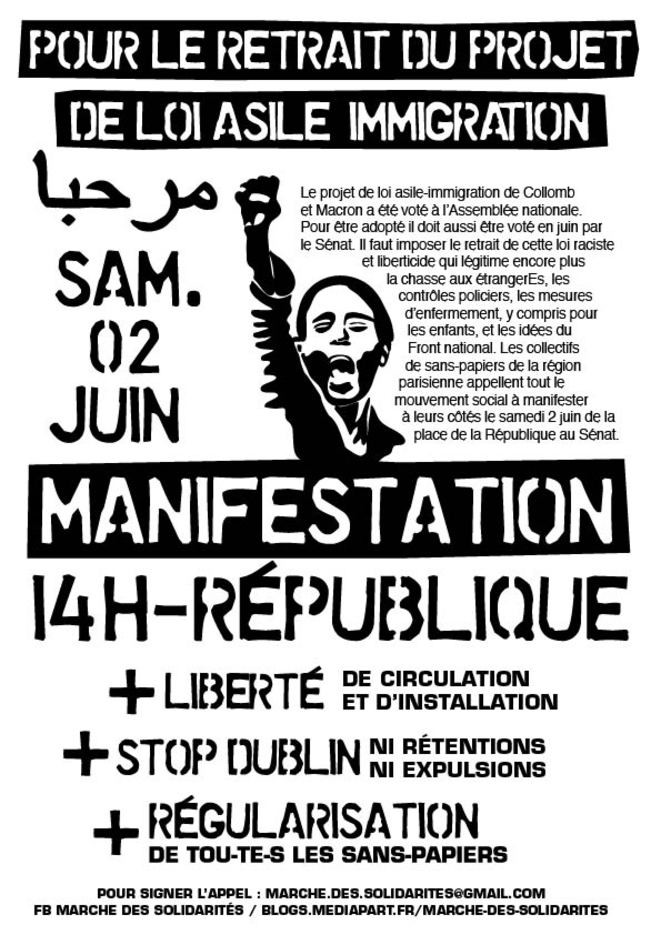 POUR LE RETRAIT DU PROJET
DE LOI ASILE IMMIGRATION
مرحبا
SAM.
02
JUIN
Le projet de loi asile-immigration de Collomb
et Macron a été voté à l'Assemblée nationale.
Pour être adopté il doit aussi être voté en juin par
le Sénat. Il faut imposer le retrait de cette loi raciste
et liberticide qui légitime encore plus
la chasse aux étrangerEs, les
contrôles policiers, les mesures
d'enfermement, y compris pour
les enfants, et les idées du
Front national. Les collectifs
de sans-papiers de la région
parisienne appellent tout le
mouvement social à manifester
à leurs côtés le samedi 2 juin de la
place de la République au Sénat.
MANIFESTATION
14H-RÉPUBLIQUE
+ LIBERTÉ DE CIRCULATION
ET D'INSTALLATION
+ STOP DUBLIN NI RÉTENTIONS
NI EXPULSIONS
+ RÉGULARISATION
DE TOU-TE-S LES SANS-PAPIERS
POUR SIGNER L'APPEL : MARCHE.DES.SOLIDARITES@GMAIL.COM
FB MARCHE DES SOLIDARITÉS / BLOGS.MEDIAPART.FR/MARCHE-DES-SOLIDARITES